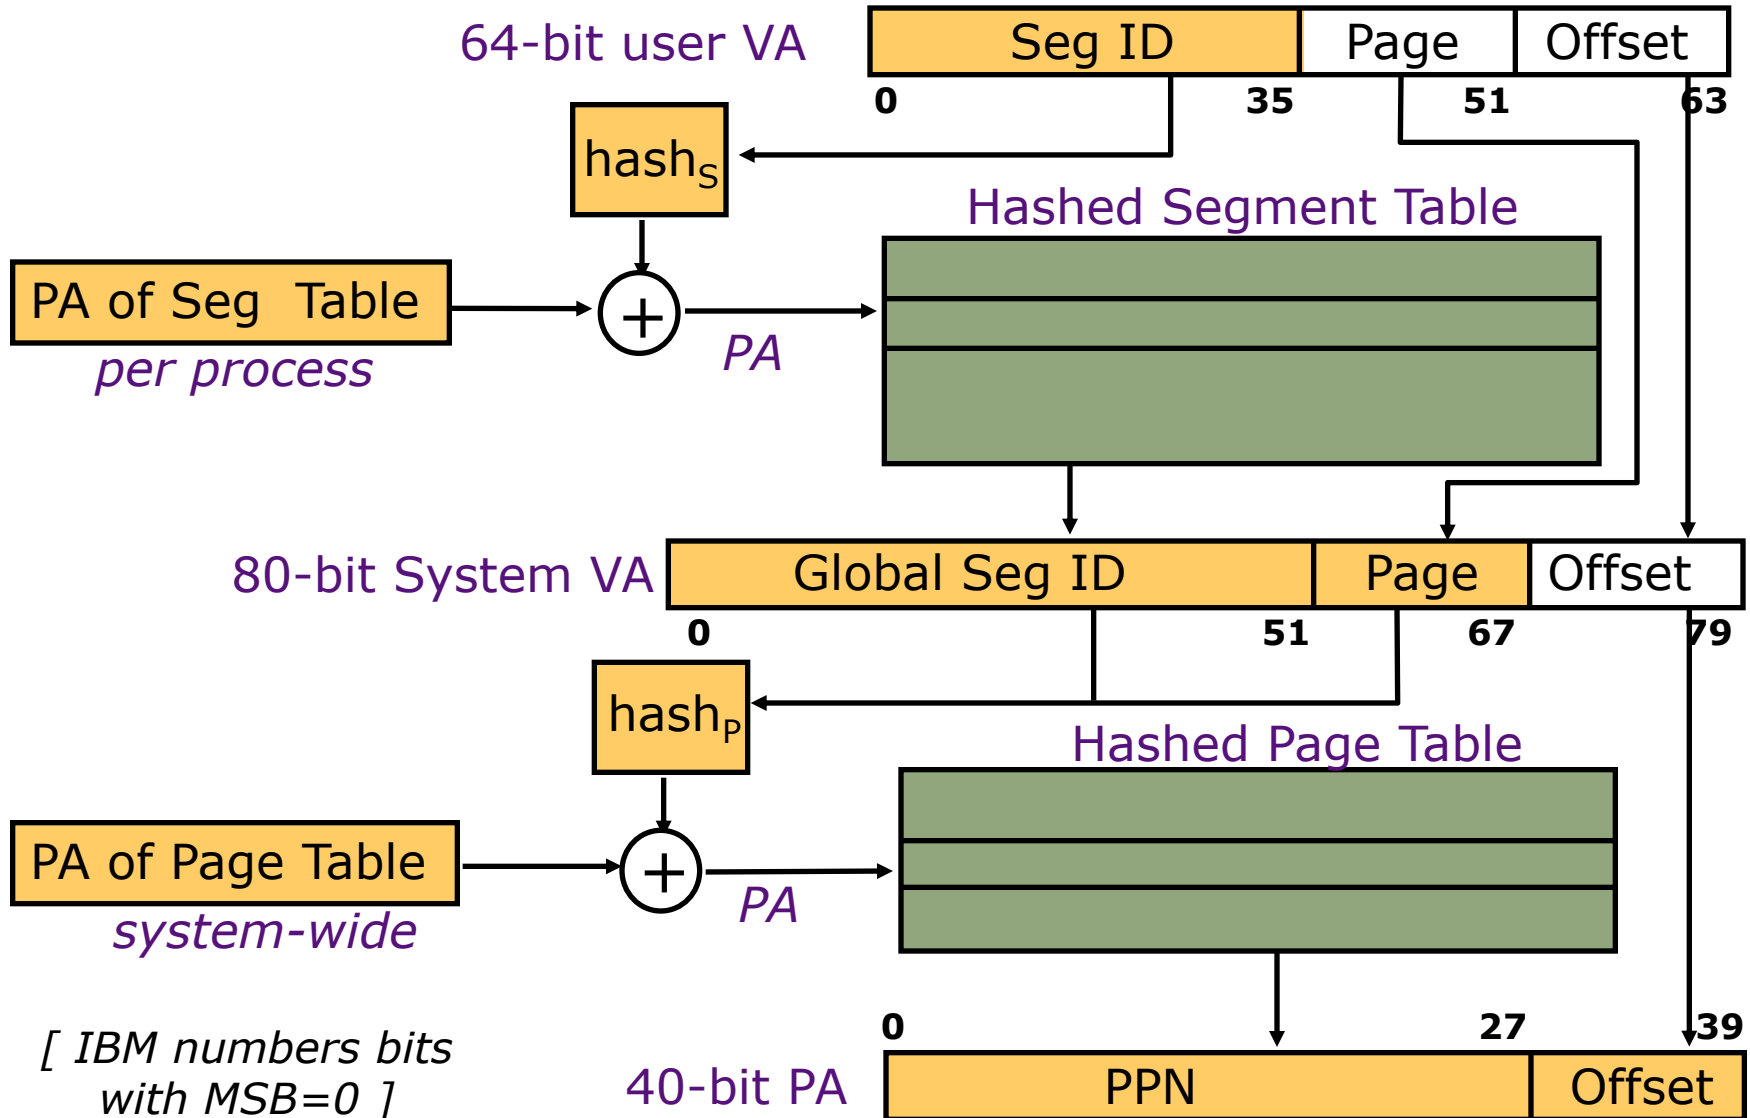 64-bit user VA
Seg ID Page Offset
0 35 51 63
hashS
Hashed Segment Table
PA of Seg Table
+
PA
per process
80-bit System VA
Global Seg ID Page Offset
0 51 67 79
hashP
Hashed Page Table
PA of Page Table
+
PA
system-wide
0 27 39
[ IBM numbers bits
with MSB=0 ]
40-bit PA
PPN Offset